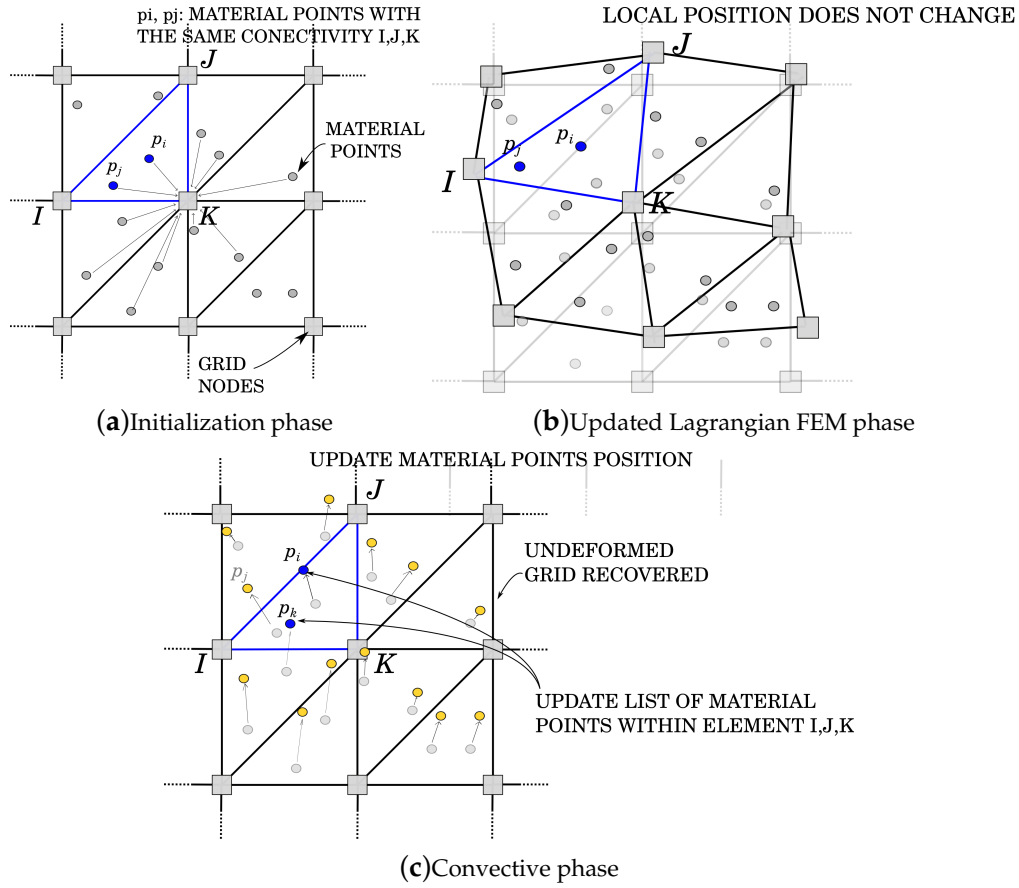 pi, pj: MATERIAL POINTS WITH
THE SAME CONECTIVITY I,J,K
J
MATERIAL
POINTS
p_i
p_j
I
K
GRID
NODES
(a)Initialization phase
LOCAL POSITION DOES NOT CHANGE
J
p_i
p_j
I
K
(b)Updated Lagrangian FEM phase
UPDATE MATERIAL POINTS POSITION
J
p_i
UNDEFORMED
GRID RECOVERED
p_j
p_k
I
K
UPDATE LIST OF MATERIAL
POINTS WITHIN ELEMENT I,J,K
(c)Convective phase